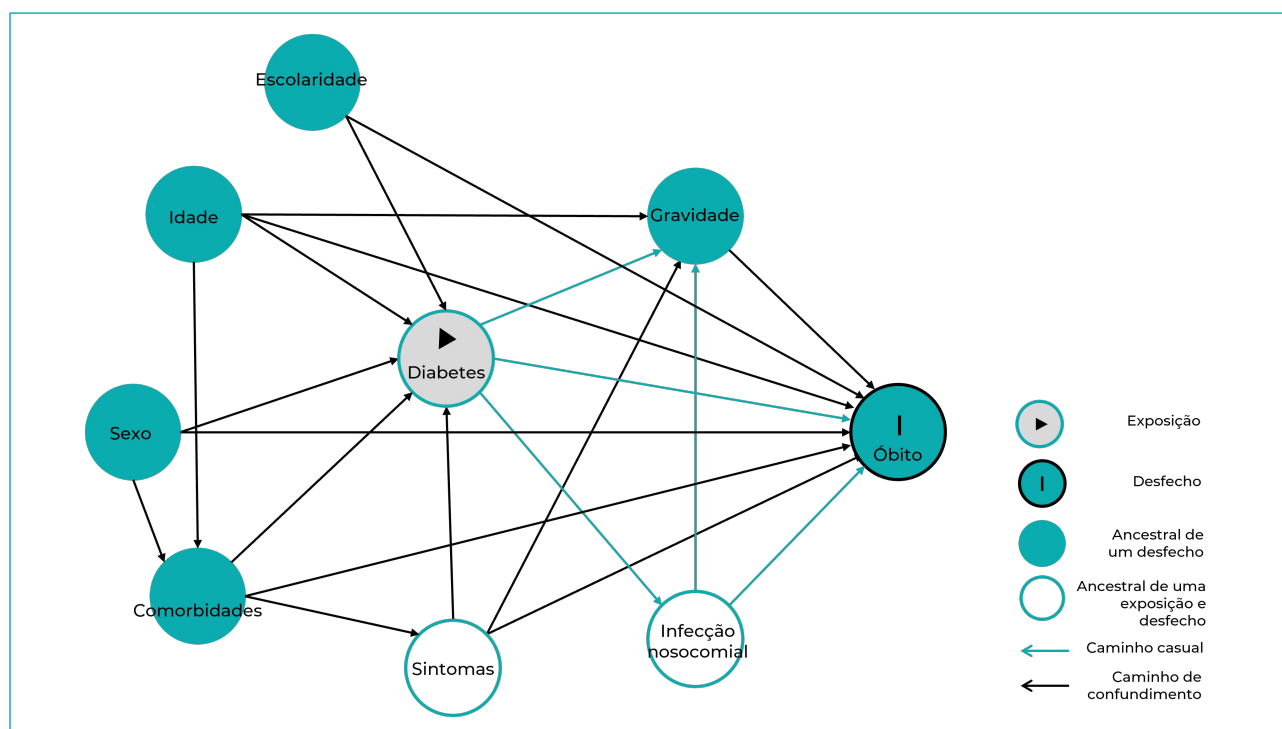 Escolaridade
Idade
Gravidade
Diabetes
Sexo
I
Óbito
Comorbidades
Sintomas
Infecção
nosocomial
Exposição
I
Desfecho
Ancestral de
um desfecho
Ancestral de uma
exposição e
desfecho
Caminho casual
Caminho de
confundimento